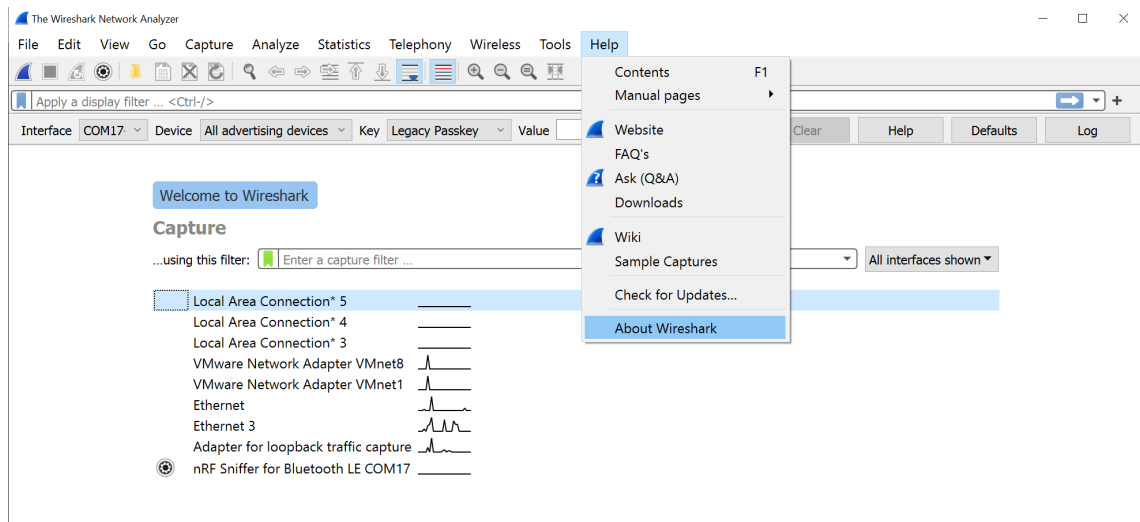 The Wireshark Network Analyzer
File Edit View Go Capture Analyze Statistics Telephony Wireless Tools Help
Apply a display filter ... <Ctrl-/>
Interface COM17- Device All advertising devices Key Legacy Passkey Value Clear Help Defaults Log
Contents F1
Manual pages
Website
FAQ's
Ask (Q&A)
Downloads
Wiki
Sample Captures
Check for Updates...
About Wireshark
Welcome to Wireshark
Capture
...using this filter: Enter a capture filter ... All interfaces shown
Local Area Connection* 5
Local Area Connection* 4
Local Area Connection* 3
VMware Network Adapter VMnet8
VMware Network Adapter VMnet1
Ethernet
Ethernet 3
Adapter for loopback traffic capture
nRF Sniffer for Bluetooth LE COM17